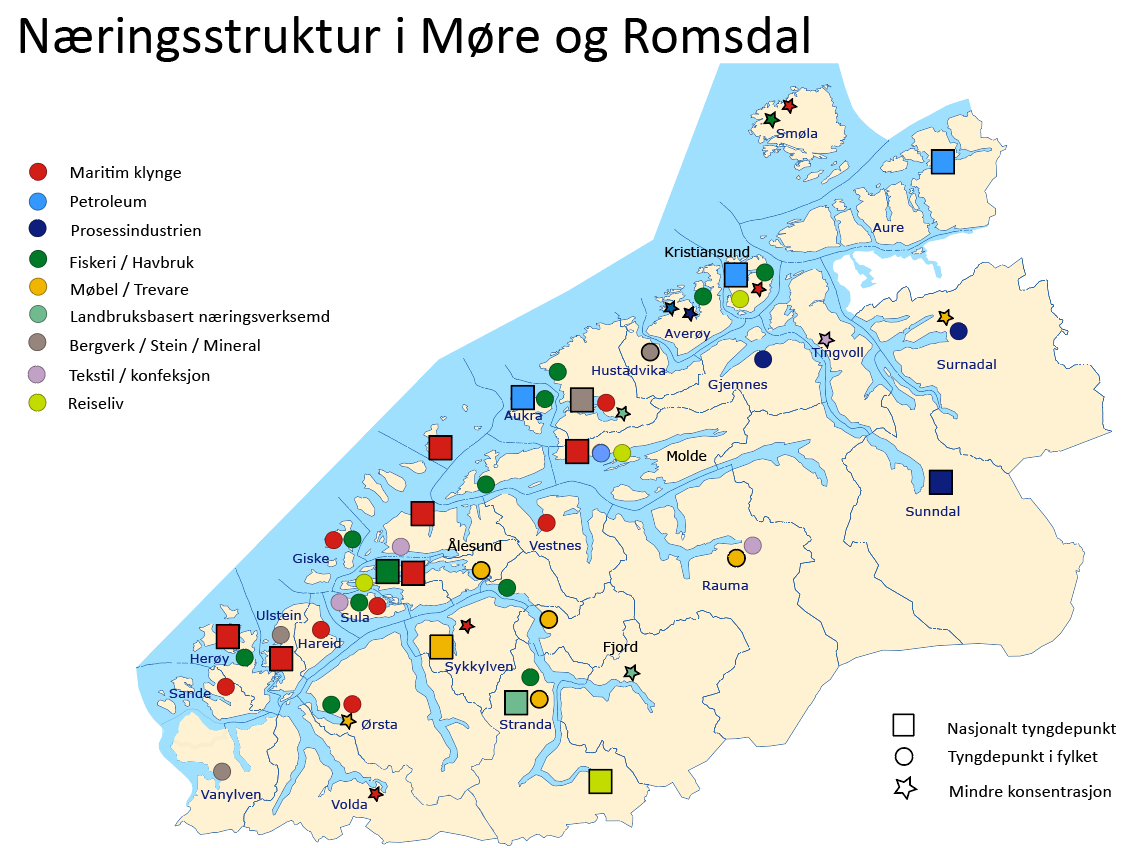 Næringsstruktur i Møre og Romsdal
Maritim klynge
Petroleum
Prosessindustrien
Fiskeri / Havbruk
Møbel / Trevare
Landbruksbasert næringsverksemd
Bergverk / Stein / Mineral
Tekstil / konfeksjon
Reiseliv
Smøla
Aure
Kristiansund
Averøy
Tingvoll
Surnadal
Hustadvika
Gjemnes
Aukra
Molde
Sunndal
Vestnes
Ålesund
Giske
Rauma
Ulstein
Sula
Hareid
Fjord
Herøy
Sykkylven
Sande
Ørsta
Stranda
Vanylven
Volda
Nasjonalt tyngdepunkt
Tyngdepunkt i fylket
Mindre konsentrasjon